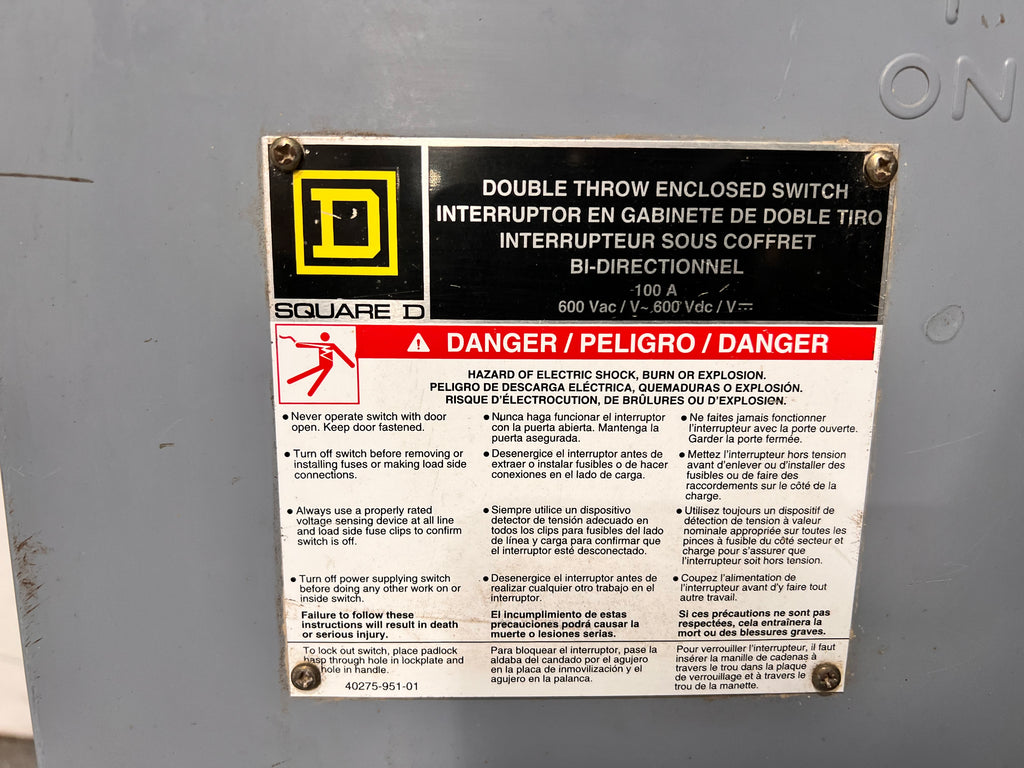 ON
D
SQUARE D
DOUBLE THROW ENCLOSED SWITCH
INTERRUPTOR EN GABINETE DE DOBLE TIRO
INTERRUPTEUR SOUS COFFRET
BI-DIRECTIONNEL
100 A
600 Vac / V~ 600 Vdc / V⎓
DANGER / PELIGRO / DANGER
HAZARD OF ELECTRIC SHOCK, BURN OR EXPLOSION.
PELIGRO DE DESCARGA ELÉCTRICA, QUEMADURAS O EXPLOSIÓN.
RISQUE D'ÉLECTROCUTION, DE BRÛLURES OU D'EXPLOSION.
• Never operate switch with door
open. Keep door fastened.
• Turn off switch before removing or
installing fuses or making load side
connections.
• Always use a properly rated
voltage sensing device at all line
and load side fuse clips to confirm
switch is off.
• Turn off power supplying switch
before doing any other work on or
inside switch.
Failure to follow these
instructions will result in death
or serious injury.
To lock out switch, place padlock
hasp through hole in lockplate and
hole in handle.
40275-951-01
• Nunca haga funcionar el interruptor
con la puerta abierta. Mantenga la
puerta asegurada.
• Desenergice el interruptor antes de
extraer o instalar fusibles o de hacer
conexiones en el lado de carga.
• Siempre utilice un dispositivo
detector de tensión adecuado en
todos los clips para fusibles del lado
de línea y carga para confirmar que
el interruptor esté desconectado.
• Desenergice el interruptor antes de
realizar cualquier otro trabajo en el
interruptor.
El incumplimiento de estas
precauciones podrá causar la
muerte o lesiones serias.
Para bloquear el interruptor, pase la
aldaba del candado por el agujero
en la placa de inmovilización y el
agujero en la palanca.
• Ne faites jamais fonctionner
l'interrupteur avec la porte ouverte.
Garder la porte fermée.
• Mettez l'interrupteur hors tension
avant d'enlever ou d'installer des
fusibles ou de faire des
raccordements sur le côté de la
charge.
• Utilisez toujours un dispositif de
détection de tension à valeur
nominale appropriée sur toutes les
pinces à fusible du côté secteur et
charge pour s'assurer que
l'interrupteur soit hors tension.
• Coupez l'alimentation de
l'interrupteur avant d'y faire tout
autre travail.
Si ces précautions ne sont pas
respectées, cela entraînera la
mort ou des blessures graves.
Pour verrouiller l'interrupteur, il faut
insérer la manille de cadenas à
travers le trou dans la plaque
de verrouillage et à travers le
trou de la manette.